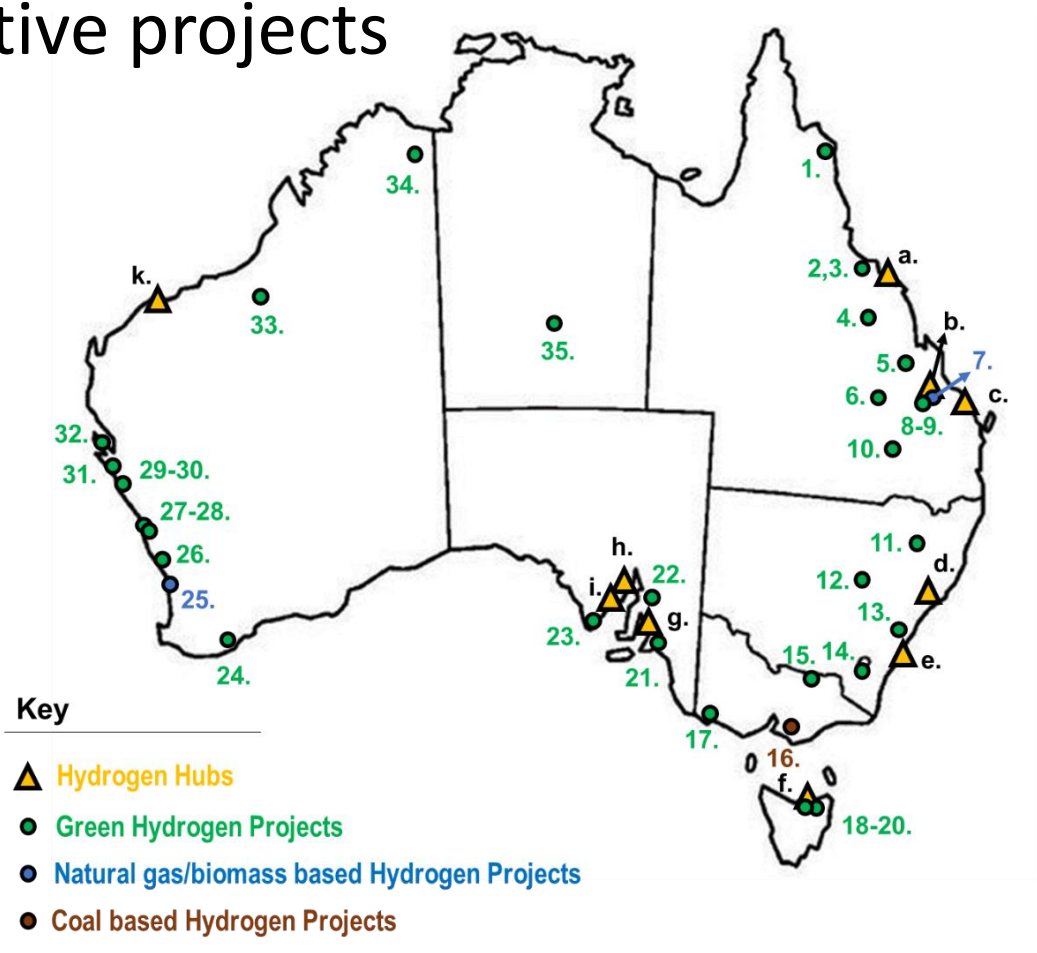 tive projects
34.
1.
k.
2,3.
a.
33.
4.
b.
35.
5.
7.
6.
c.
8-9.
32.
10.
31.
29-30.
27-28.
11.
26.
h.
d.
22.
12.
25.
i.
13.
g.
23.
15.
14.
e.
24.
21.
Key
17.
16.
Hydrogen Hubs
f.
Green Hydrogen Projects
18-20.
Natural gas/biomass based Hydrogen Projects
Coal based Hydrogen Projects